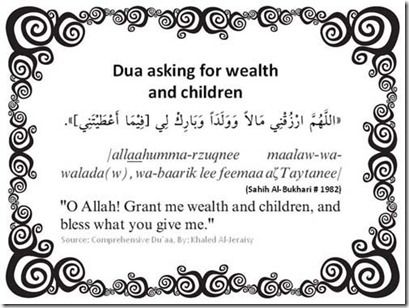 Dua asking for wealth
and children
«اللَّهُمَّ ارْزُقْنِي مَالاً وَوَلَدَاً وَبَارِكْ لِي [فِيْمَا أَعْطَيْتَنِي]».
/allaahumma-rzuqnee maalaw-wa-
walada(w), wa-baarik lee feemaa aʿTaytanee/
(Sahih Al-Bukhari # 1982)
"O Allah! Grant me wealth and children, and
bless what you give me."
Source: Comprehensive Du'aa, By; Khaled Al-Jeraisy